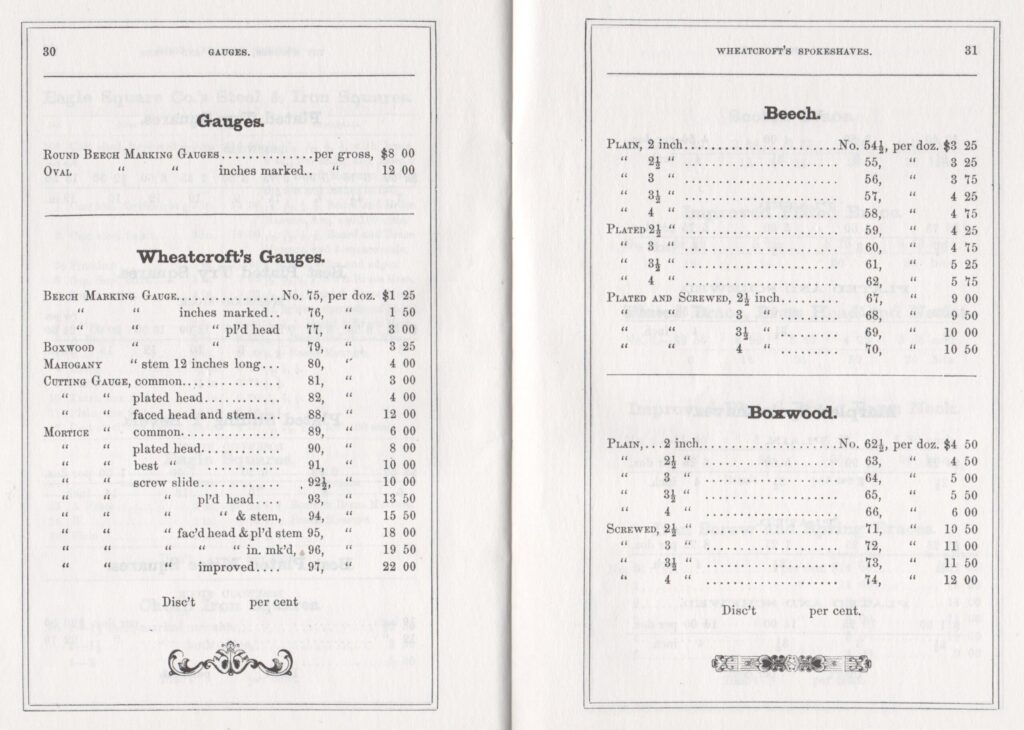 30 GAUGES.
Gauges.
ROUND BEECH MARKING GAUGES..............per gross, $8 00
OVAL “ “ inches marked.. 12 00
Wheatcroft's Gauges.
BEECH MARKING GAUGE...............No. 75, per doz. $1 25
“ “ inches marked.. 76, “ 1 50
“ “ “ pl'd head 77, “ 3 00
BOXWOOD “ “ 79, “ 3 25
MAHOGANY “ stem 12 inches long... 80, “ 4 00
CUTTING GAUGE, common................. 81, “ 3 00
“ “ plated head............. 82, “ 4 00
“ “ faced head and stem.... 88, “ 12 00
MORTICE “ common................. 89, “ 6 00
“ “ plated head............. 90, “ 8 00
“ “ best “ ............. 91, “ 10 00
“ “ screw slide............. 92½, “ 10 00
“ “ “ pl'd head.... 93, “ 13 50
“ “ “ “ & stem, 94, “ 15 50
“ “ “ fac'd head & pl'd stem 95, 18 00
“ “ “ “ “ in. mk'd, 96, “ 19 50
“ “ “ improved.... 97, “ 22 00
Disc't per cent
WHEATCROFT'S SPOKESHAVES. 31
Beech.
PLAIN, 2 inch...................... No. 54½, per doz. $3 25
“ 2½ “ ...................... 55, “ 3 25
“ 3 “ ...................... 56, “ 3 75
“ 3½ “ ...................... 57, “ 4 25
“ 4 “ ...................... 58, “ 4 75
PLATED 2½ “ ...................... 59, “ 4 25
“ 3 “ ...................... 60, “ 4 75
“ 3½ “ ...................... 61, “ 5 25
“ 4 “ ...................... 62, “ 5 75
PLATED AND SCREWED, 2½ inch........ 67, “ 9 00
“ “ 3 “ ........ 68, “ 9 50
“ “ 3½ “ ........ 69, “ 10 00
“ “ 4 “ ........ 70, “ 10 50
Boxwood.
PLAIN,... 2 inch.................... No. 62½, per doz. $4 50
“ 2½ “ .................... 63, “ 4 50
“ 3 “ .................... 64, “ 5 00
“ 3½ “ .................... 65, “ 5 50
“ 4 “ .................... 66, “ 6 00
SCREWED, 2½ “ .................... 71, “ 10 50
“ 3 “ .................... 72, “ 11 00
“ 3½ “ .................... 73, “ 11 50
“ 4 “ .................... 74, “ 12 00
Disc't per cent.